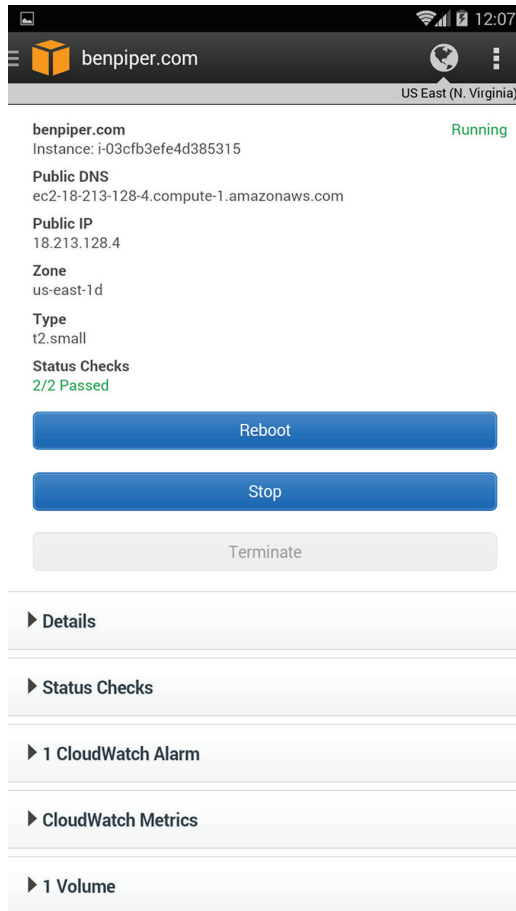 12:07
benpiper.com
US East (N. Virginia)
benpiper.com Running
Instance: i-03cfb3efe4d385315
Public DNS
ec2-18-213-128-4.compute-1.amazonaws.com
Public IP
18.213.128.4
Zone
us-east-1d
Type
t2.small
Status Checks
2/2 Passed
Reboot
Stop
Terminate
Details
Status Checks
1 CloudWatch Alarm
CloudWatch Metrics
1 Volume